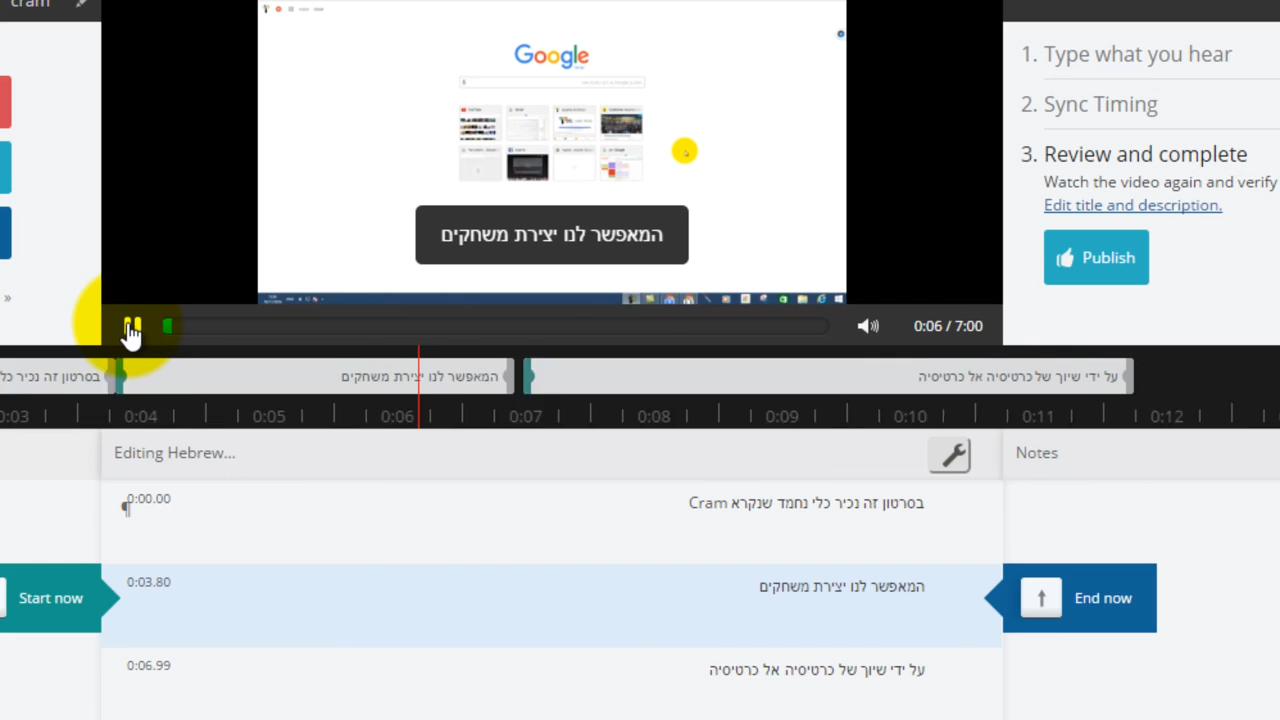 cram
Google
YouTube
המאפשר לנו יצירת משחקים
»
0:06 / 7:00
1. Type what you hear
2. Sync Timing
3. Review and complete
Watch the video again and verify
Edit title and description.
Publish
בסרטון זה נכיר כלי
המאפשר לנו יצירת משחקים
על ידי שיוך של כרטיסיה אל כרטיסיה
0:03 0:04 0:05 0:06 0:07 0:08 0:09 0:10 0:11 0:12
Editing Hebrew...
Notes
0:00.00
¶
בסרטון זה נכיר כלי נחמד שנקרא Cram
Start now
0:03.80
המאפשר לנו יצירת משחקים
End now
0:06.99
על ידי שיוך של כרטיסיה אל כרטיסיה